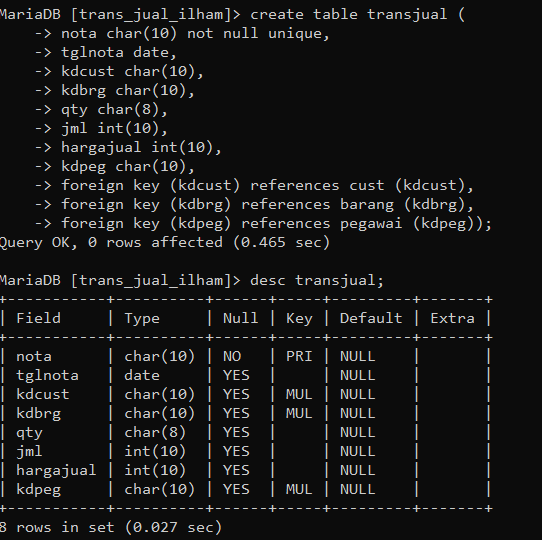 MariaDB [trans_jual_ilham]> create table transjual (
    -> nota char(10) not null unique,
    -> tglnota date,
    -> kdcust char(10),
    -> kdbrg char(10),
    -> qty char(8),
    -> jml int(10),
    -> hargajual int(10),
    -> kdpeg char(10),
    -> foreign key (kdcust) references cust (kdcust),
    -> foreign key (kdbrg) references barang (kdbrg),
    -> foreign key (kdpeg) references pegawai (kdpeg));
Query OK, 0 rows affected (0.465 sec)

MariaDB [trans_jual_ilham]> desc transjual;
+-----------+----------+------+-----+---------+-------+
| Field     | Type     | Null | Key | Default | Extra |
+-----------+----------+------+-----+---------+-------+
| nota      | char(10) | NO   | PRI | NULL    |       |
| tglnota   | date     | YES  |     | NULL    |       |
| kdcust    | char(10) | YES  | MUL | NULL    |       |
| kdbrg     | char(10) | YES  | MUL | NULL    |       |
| qty       | char(8)  | YES  |     | NULL    |       |
| jml       | int(10)  | YES  |     | NULL    |       |
| hargajual | int(10)  | YES  |     | NULL    |       |
| kdpeg     | char(10) | YES  | MUL | NULL    |       |
+-----------+----------+------+-----+---------+-------+
8 rows in set (0.027 sec)